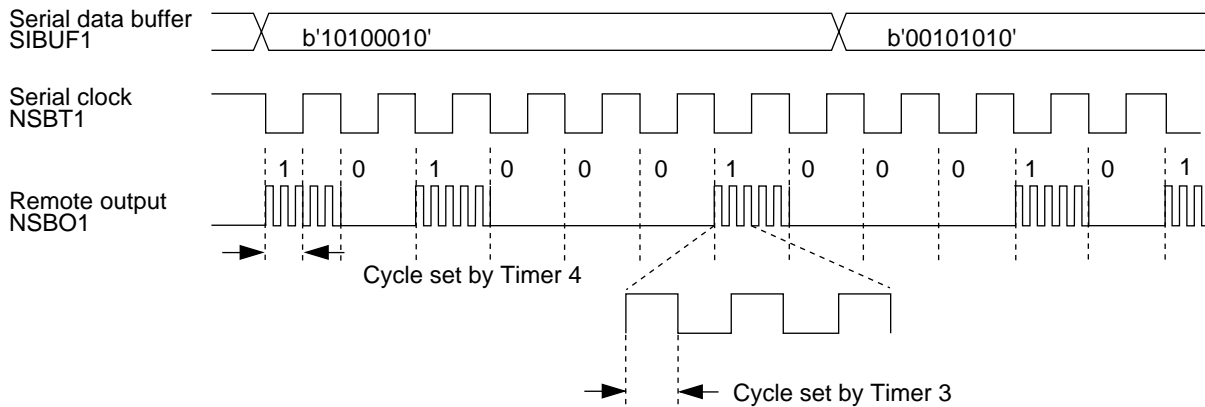 Serial data buffer
SIBUF1
b'10100010'
b'00101010'
Serial clock
NSBT1
1 0 1 0 0 0 1 0 0 0 1 0 1
Remote output
NSBO1
Cycle set by Timer 4
Cycle set by Timer 3